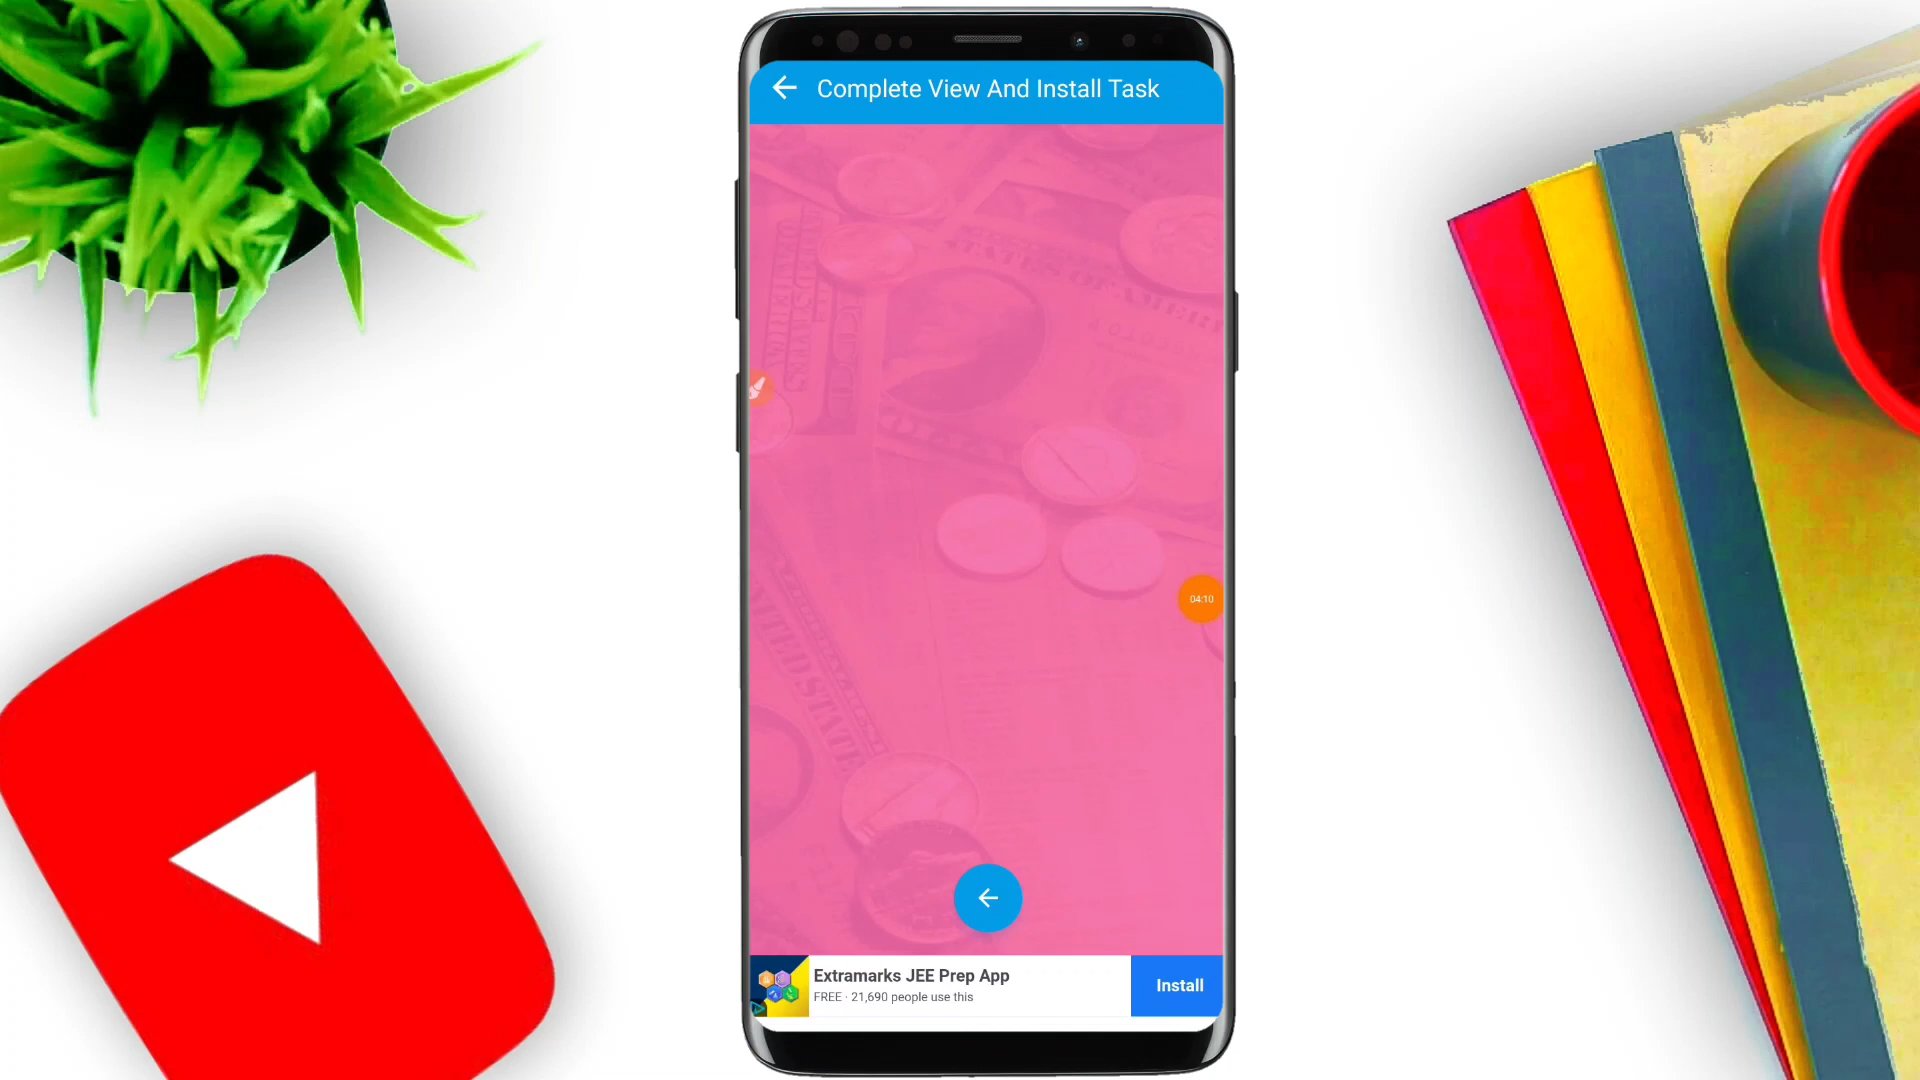 Complete View And Install Task
04:10
Extramarks JEE Prep App
FREE · 21,690 people use this
Install